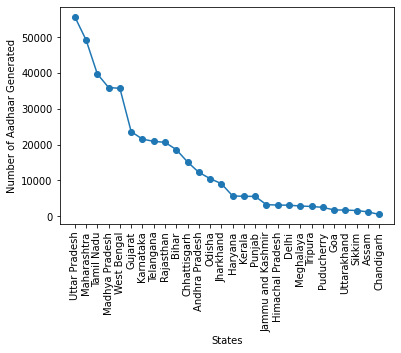 Number of Aadhaar Generated
50000
40000
30000
20000
10000
0
Uttar Pradesh
Maharashtra
Tamil Nadu
Madhya Pradesh
West Bengal
Gujarat
Karnataka
Telangana
Rajasthan
Bihar
Chhattisgarh
Andhra Pradesh
Odisha
Jharkhand
Haryana
Kerala
Punjab
Jammu and Kashmir
Himachal Pradesh
Delhi
Meghalaya
Tripura
Puducherry
Goa
Uttarakhand
Sikkim
Assam
Chandigarh
States